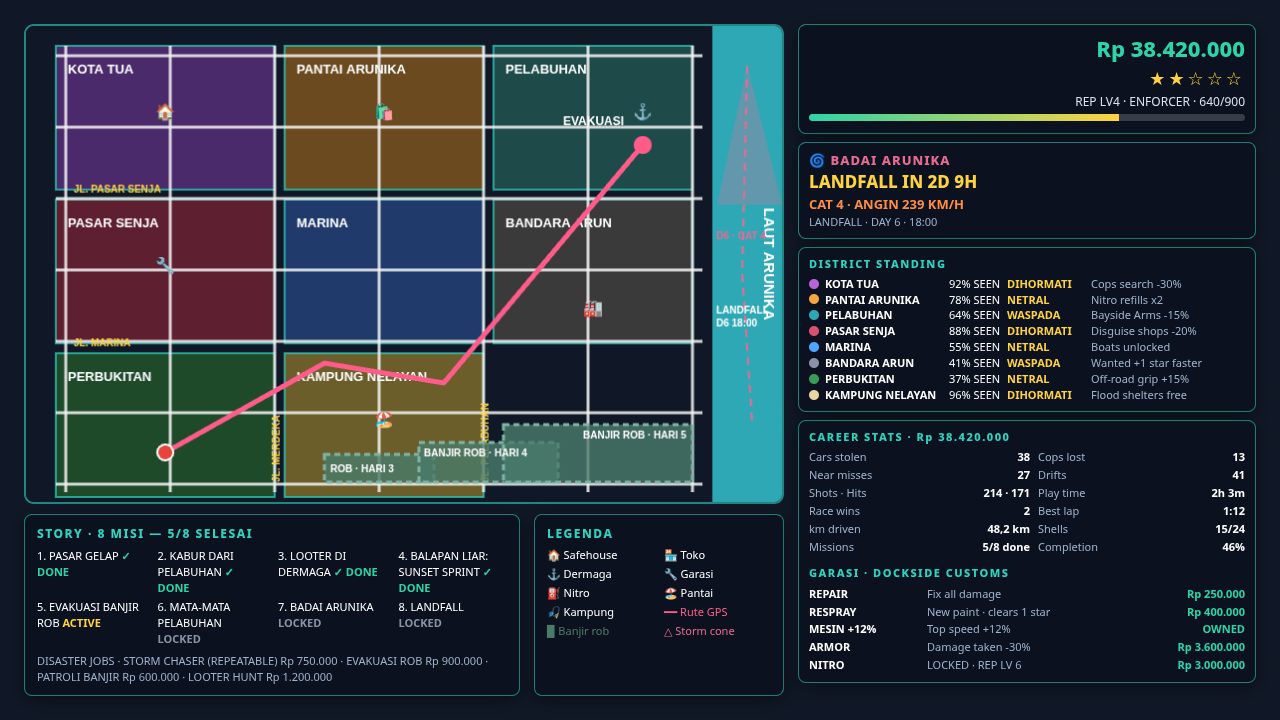 KOTA TUA
PANTAI ARUNIKA
PELABUHAN
EVAKUASI
JL. PASAR SENJA
PASAR SENJA
MARINA
BANDARA ARUN
D6 · CAT 4
LAUT ARUNIKA
LANDFALL
D6 18:00
JL. MARINA
PERBUKITAN
KAMPUNG NELAYAN
JL. MERDEKA
BANJIR ROB · HARI 5
BANJIR ROB · HARI 4
ROB · HARI 3
STORY · 8 MISI — 5/8 SELESAI
1. PASAR GELAP ✓
DONE
2. KABUR DARI
PELABUHAN ✓
DONE
3. LOOTER DI
DERMAGA ✓ DONE
4. BALAPAN LIAR:
SUNSET SPRINT ✓
DONE
5. EVAKUASI BANJIR
ROB ACTIVE
6. MATA-MATA
PELABUHAN
LOCKED
7. BADAI ARUNIKA
LOCKED
8. LANDFALL
LOCKED
DISASTER JOBS · STORM CHASER (REPEATABLE) Rp 750.000 · EVAKUASI ROB Rp 900.000 ·
PATROLI BANJIR Rp 600.000 · LOOTER HUNT Rp 1.200.000
LEGENDA
Safehouse
Toko
Dermaga
Garasi
Nitro
Pantai
Kampung
Rute GPS
Banjir rob
Storm cone
Rp 38.420.000
★★☆☆☆
REP LV4 · ENFORCER · 640/900
BADAI ARUNIKA
LANDFALL IN 2D 9H
CAT 4 · ANGIN 239 KM/H
LANDFALL · DAY 6 · 18:00
DISTRICT STANDING
KOTA TUA 92% SEEN DIHORMATI Cops search -30%
PANTAI ARUNIKA 78% SEEN NETRAL Nitro refills x2
PELABUHAN 64% SEEN WASPADA Bayside Arms -15%
PASAR SENJA 88% SEEN DIHORMATI Disguise shops -20%
MARINA 55% SEEN NETRAL Boats unlocked
BANDARA ARUN 41% SEEN WASPADA Wanted +1 star faster
PERBUKITAN 37% SEEN NETRAL Off-road grip +15%
KAMPUNG NELAYAN 96% SEEN DIHORMATI Flood shelters free
CAREER STATS · Rp 38.420.000
Cars stolen 38 Cops lost 13
Near misses 27 Drifts 41
Shots · Hits 214 · 171 Play time 2h 3m
Race wins 2 Best lap 1:12
km driven 48,2 km Shells 15/24
Missions 5/8 done Completion 46%
GARASI · DOCKSIDE CUSTOMS
REPAIR Fix all damage Rp 250.000
RESPRAY New paint · clears 1 star Rp 400.000
MESIN +12% Top speed +12% OWNED
ARMOR Damage taken -30% Rp 3.600.000
NITRO LOCKED · REP LV 6 Rp 3.000.000